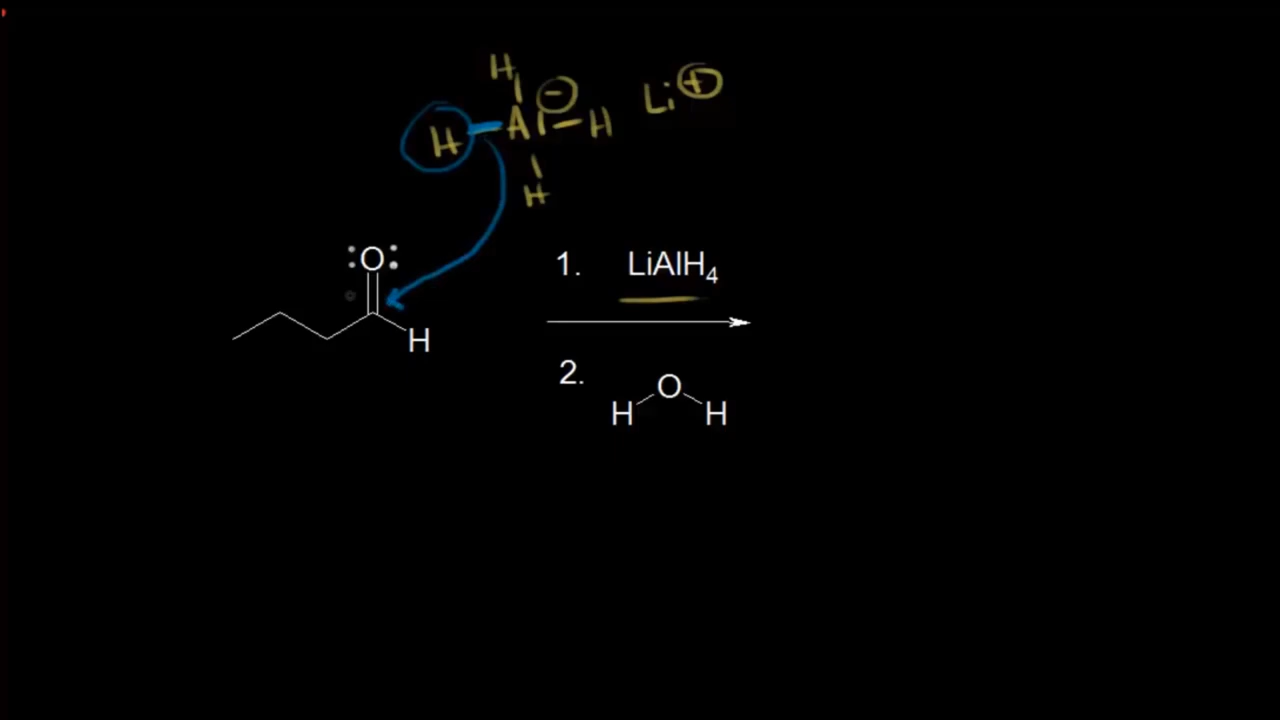 H
H Al ⊖ H Li ⊕
H
:O:
H
1. LiAlH₄
2. H O H